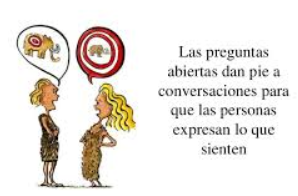 Las preguntas
abiertas dan pie a
conversaciones para
que las personas
expresan lo que
sienten